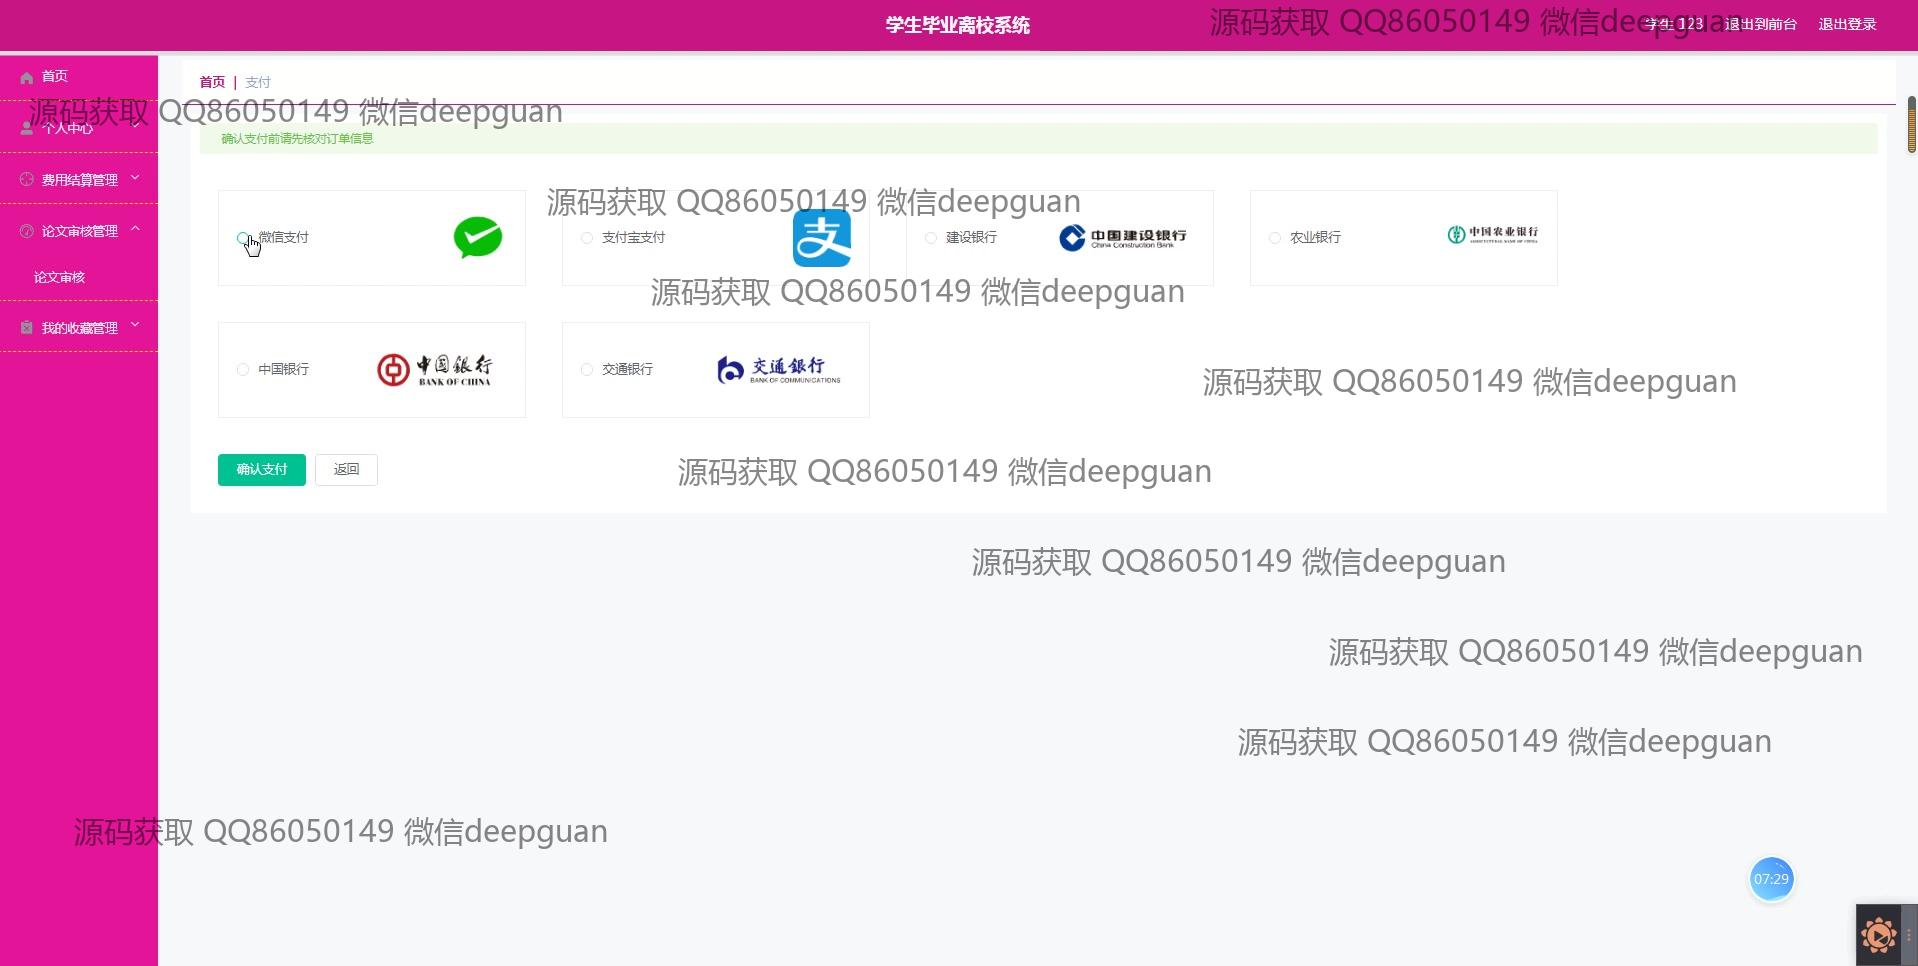 学生毕业离校系统
源码获取 QQ86050149 微信deepguan
学生 123 退出到前台 退出登录
首页
首页 | 支付
源码获取 QQ86050149 微信deepguan
个人中心
确认支付前请先核对订单信息
费用结算管理
源码获取 QQ86050149 微信deepguan
论文审核管理
微信支付
支付宝支付
支
建设银行
中国建设银行
China Construction Bank
农业银行
中国农业银行
AGRICULTURAL BANK OF CHINA
论文审核
源码获取 QQ86050149 微信deepguan
我的收藏管理
中国银行
中国银行
BANK OF CHINA
交通银行
交通銀行
BANK OF COMMUNICATIONS
源码获取 QQ86050149 微信deepguan
确认支付 返回
源码获取 QQ86050149 微信deepguan
源码获取 QQ86050149 微信deepguan
源码获取 QQ86050149 微信deepguan
源码获取 QQ86050149 微信deepguan
源码获取 QQ86050149 微信deepguan
07:29